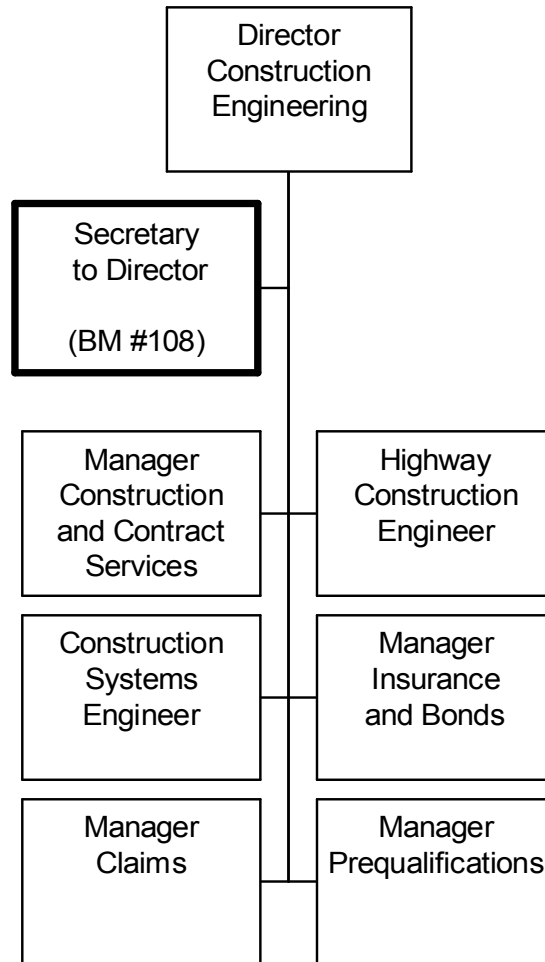 Director
Construction
Engineering
Secretary
to Director
(BM #108)
Manager
Construction
and Contract
Services
Highway
Construction
Engineer
Construction
Systems
Engineer
Manager
Insurance
and Bonds
Manager
Claims
Manager
Prequalifications